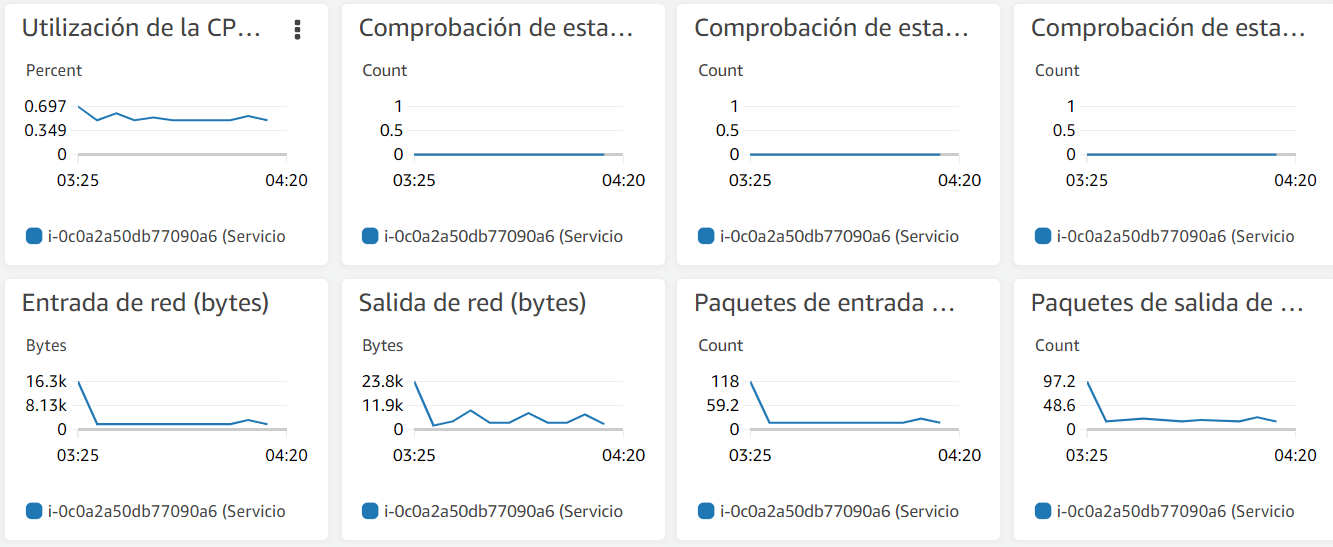 Utilización de la CP...
Percent
0.697
0.349
0
03:25 04:20
i-0c0a2a50db77090a6 (Servicio
Comprobación de esta...
Count
1
0.5
0
03:25 04:20
i-0c0a2a50db77090a6 (Servicio
Comprobación de esta...
Count
1
0.5
0
03:25 04:20
i-0c0a2a50db77090a6 (Servicio
Comprobación de esta...
Count
1
0.5
0
03:25 04:20
i-0c0a2a50db77090a6 (Servicio
Entrada de red (bytes)
Bytes
16.3k
8.13k
0
03:25 04:20
i-0c0a2a50db77090a6 (Servicio
Salida de red (bytes)
Bytes
23.8k
11.9k
0
03:25 04:20
i-0c0a2a50db77090a6 (Servicio
Paquetes de entrada ...
Count
118
59.2
0
03:25 04:20
i-0c0a2a50db77090a6 (Servicio
Paquetes de salida de ...
Count
97.2
48.6
0
03:25 04:20
i-0c0a2a50db77090a6 (Servicio